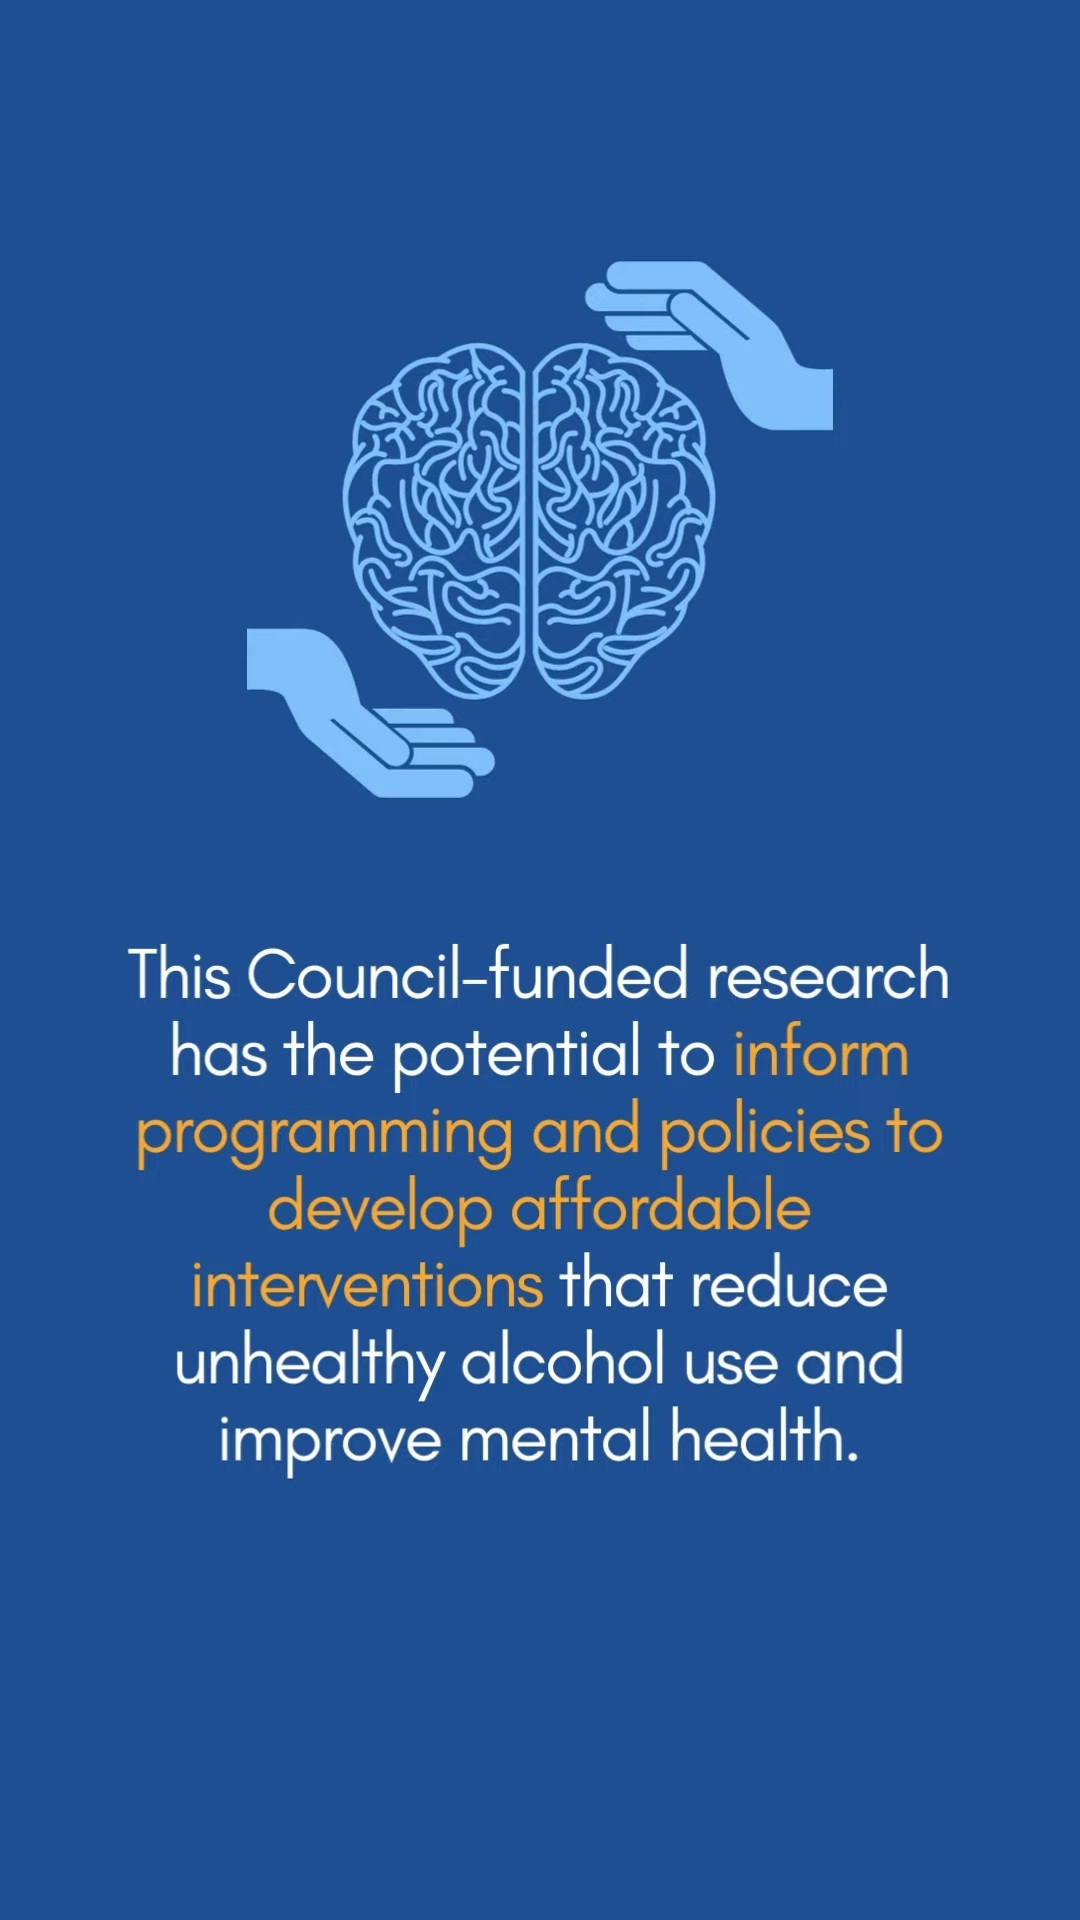 This Council-funded research
has the potential to inform
programming and policies to
develop affordable
interventions that reduce
unhealthy alcohol use and
improve mental health.